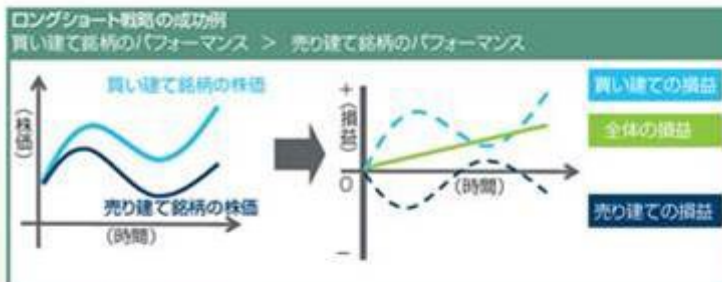 ロングショート戦略の成功例
買い建て銘柄のパフォーマンス ＞ 売り建て銘柄のパフォーマンス
買い建て銘柄の株価
(株価)
売り建て銘柄の株価
(時間)
+
(損益)
0
−
(時間)
買い建ての損益
全体の損益
売り建ての損益